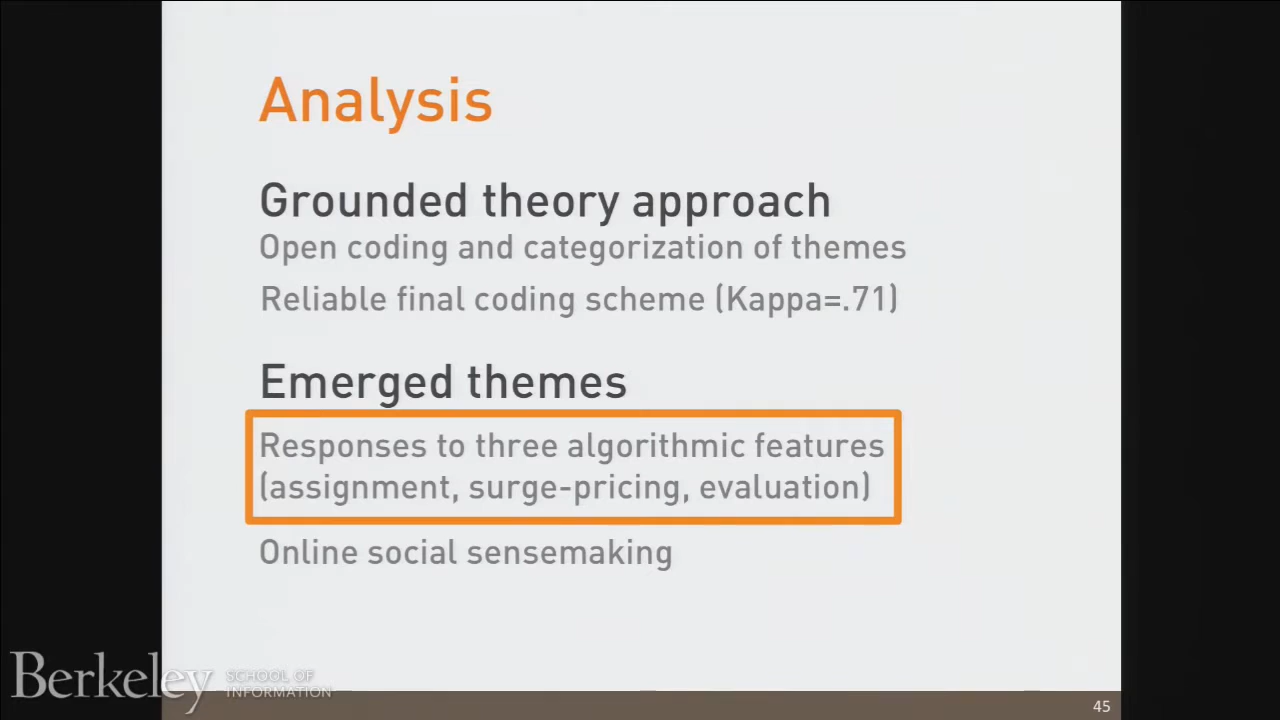 Analysis
Grounded theory approach
Open coding and categorization of themes
Reliable final coding scheme (Kappa=.71)
Emerged themes
Responses to three algorithmic features
(assignment, surge-pricing, evaluation)
Online social sensemaking
Berkeley SCHOOL OF
INFORMATION
45